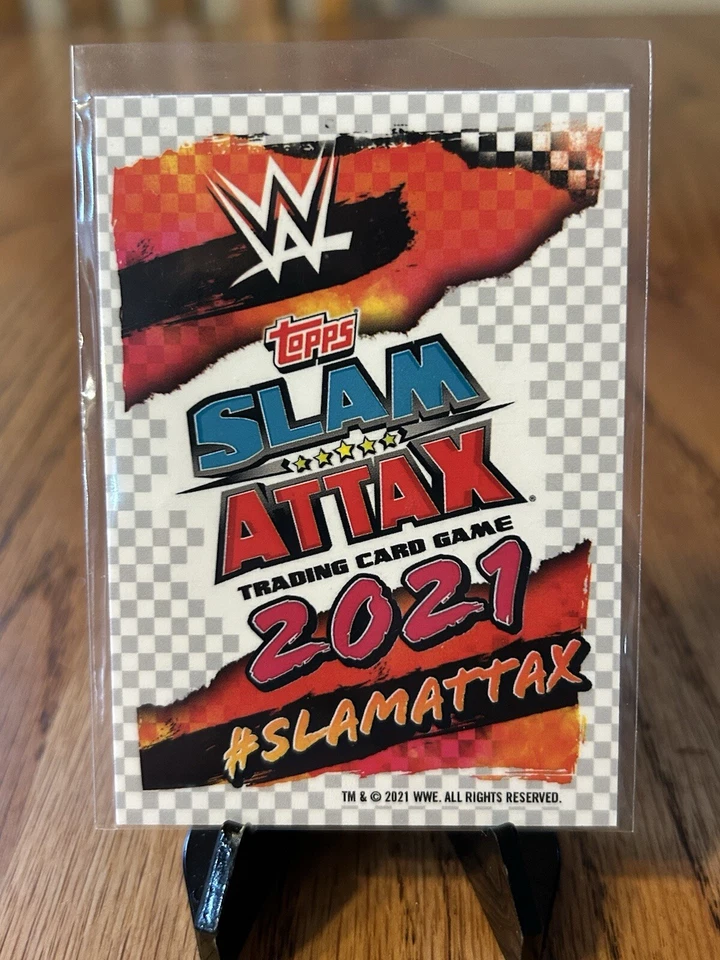 W
TOPPS
SLAM
ATTAX®
TRADING CARD GAME
2021
#SLAMATTAX
TM & © 2021 WWE. ALL RIGHTS RESERVED.